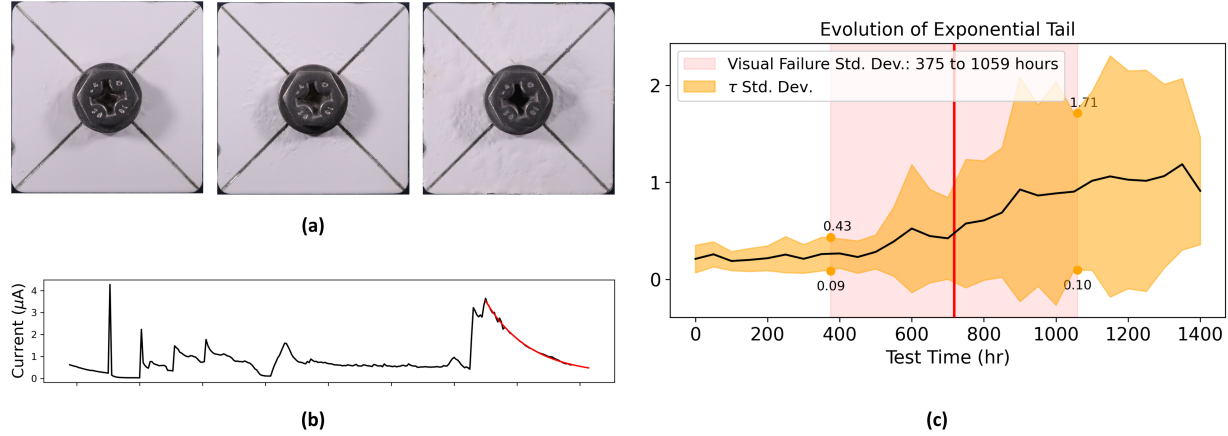 (a)
Current (μA)
4
3
2
1
0
(b)
Evolution of Exponential Tail
Visual Failure Std. Dev.: 375 to 1059 hours
τ Std. Dev.
2
1
0
0.43
0.09
1.71
0.10
0 200 400 600 800 1000 1200 1400
Test Time (hr)
(c)